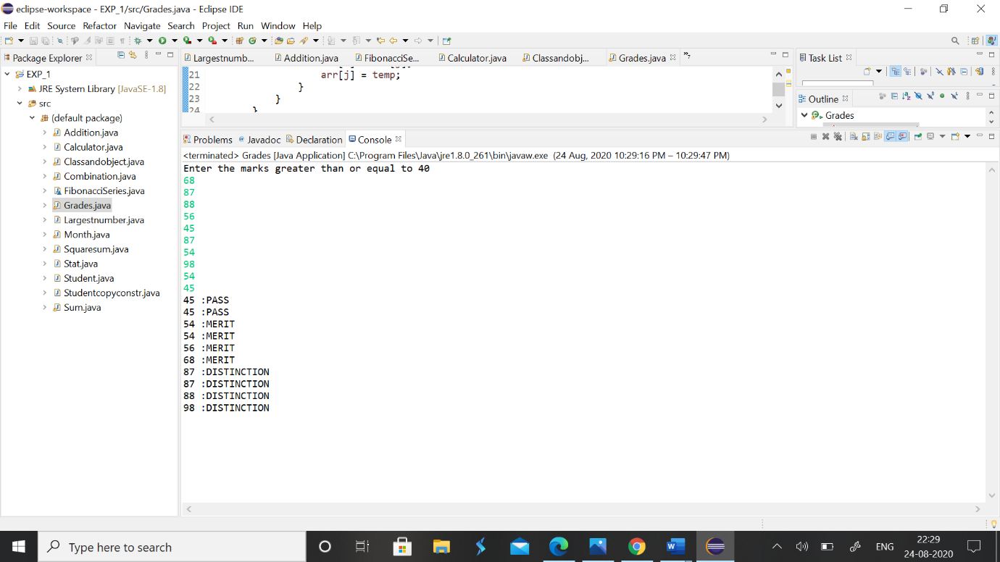 eclipse-workspace - EXP_1/src/Grades.java - Eclipse IDE
File Edit Source Refactor Navigate Search Project Run Window Help
Package Explorer
Largestnumb...
Addition.java
FibonacciSe...
Calculator.java
Classandobj...
Grades.java
"7
Task List
EXP_1
JRE System Library [JavaSE-1.8]
src
(default package)
Addition.java
Calculator.java
Classandobject.java
Combination.java
FibonacciSeries.java
Grades.java
Largestnumber.java
Month.java
Squaresum.java
Stat.java
Student.java
Studentcopyconstr.java
Sum.java
21 arr[j] = temp;
22 }
23 }
24 }
Outline
Grades
Problems Javadoc Declaration Console
<terminated> Grades [Java Application] C:\Program Files\Java\jre1.8.0_261\bin\javaw.exe (24 Aug, 2020 10:29:16 PM – 10:29:47 PM)
Enter the marks greater than or equal to 40
68
87
88
56
45
87
54
98
54
45
45 :PASS
45 :PASS
54 :MERIT
54 :MERIT
56 :MERIT
68 :MERIT
87 :DISTINCTION
87 :DISTINCTION
88 :DISTINCTION
98 :DISTINCTION
Type here to search
ENG
22:29
24-08-2020